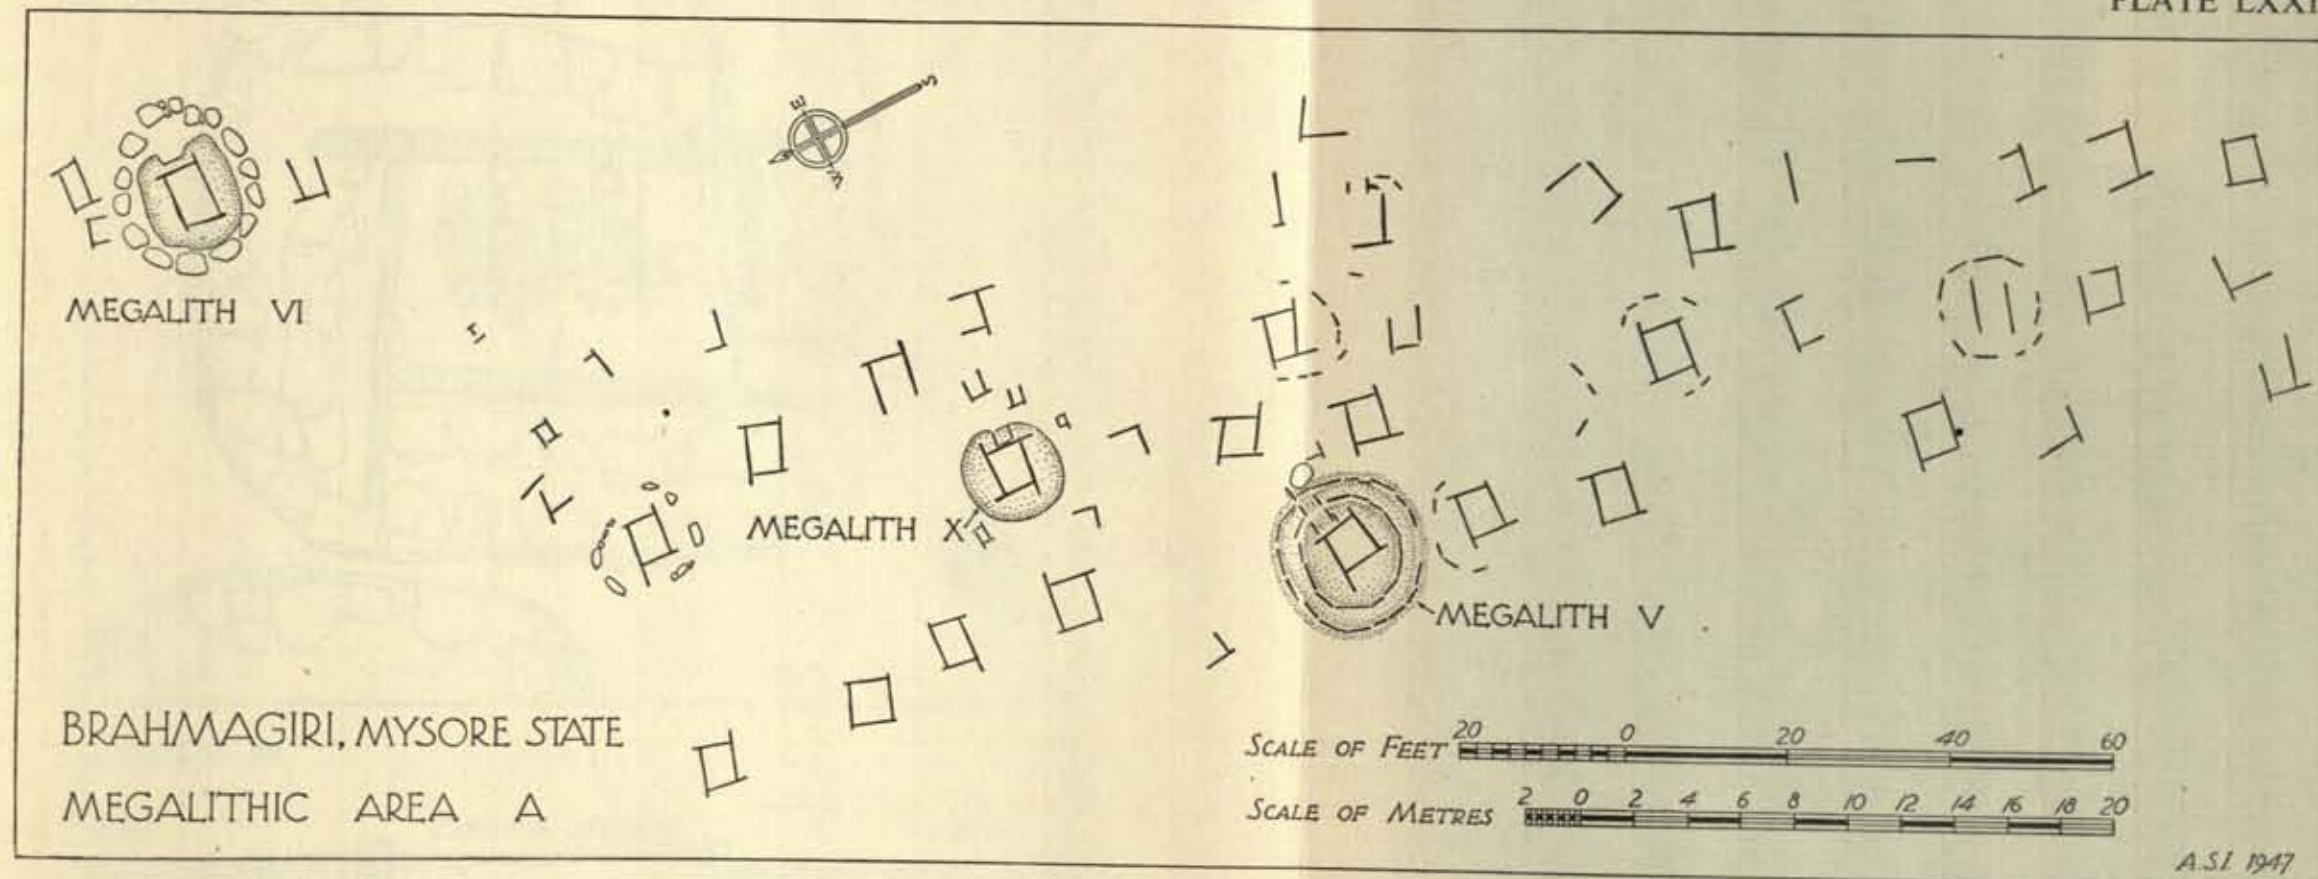 PLATE LXXI
E
S
W
MEGALITH VI
MEGALITH X
MEGALITH V
BRAHMAGIRI, MYSORE STATE
MEGALITHIC AREA A
SCALE OF FEET 20 0 20 40 60
SCALE OF METRES 2 0 2 4 6 8 10 12 14 16 18 20
A.S.I. 1947